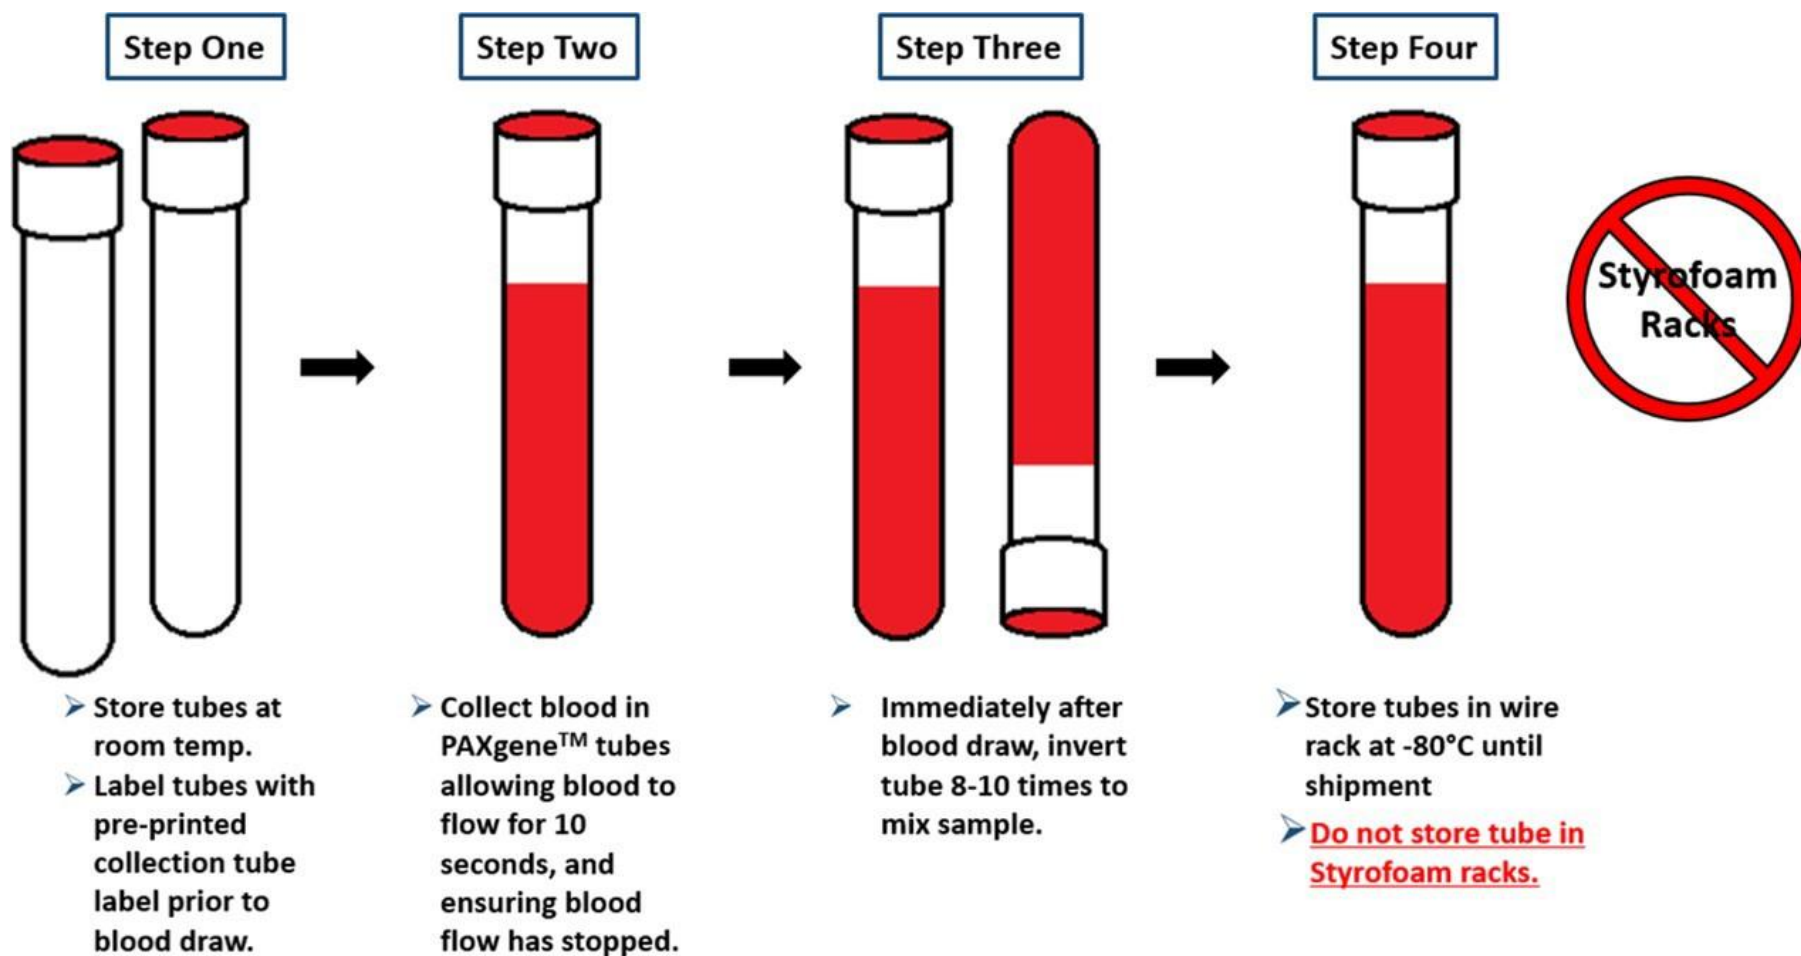 Step One
Step Two
Step Three
Step Four
Styrofoam
Racks
➢ Store tubes at
room temp.
➢ Label tubes with
pre-printed
collection tube
label prior to
blood draw.
➢ Collect blood in
PAXgene™ tubes
allowing blood to
flow for 10
seconds, and
ensuring blood
flow has stopped.
➢ Immediately after
blood draw, invert
tube 8-10 times to
mix sample.
➢ Store tubes in wire
rack at -80°C until
shipment
➢ Do not store tube in
Styrofoam racks.